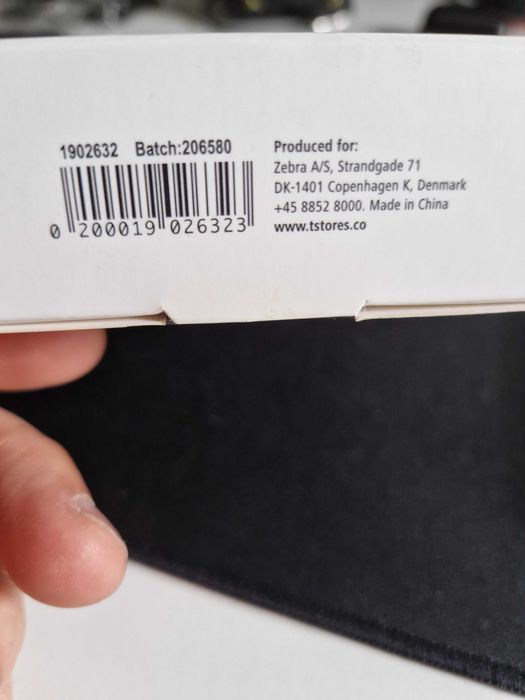 1902632 Batch:206580
0 200019 026323
Produced for:
Zebra A/S, Strandgade 71
DK-1401 Copenhagen K, Denmark
+45 8852 8000. Made in China
www.tstores.co